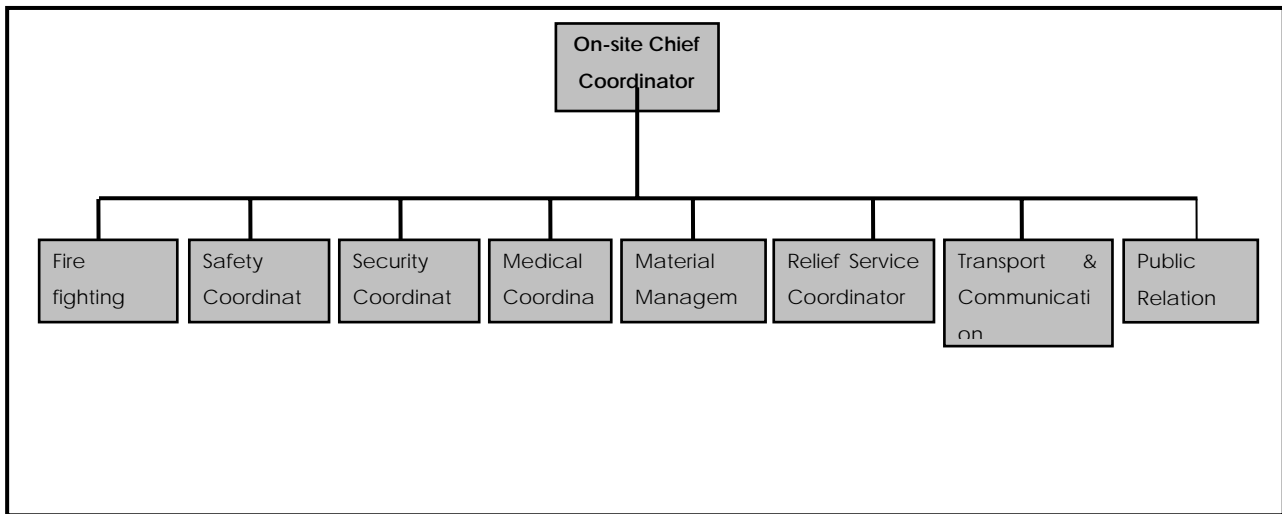 On-site Chief
Coordinator
Fire
fighting
Safety
Coordinat
Security
Coordinat
Medical
Coordina
Material
Managem
Relief Service
Coordinator
Transport &
Communicati
on
Public
Relation